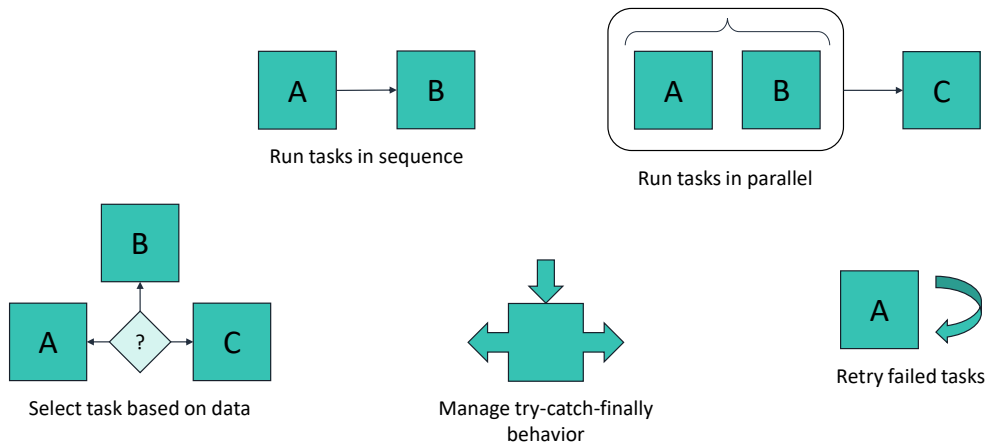 A
B
Run tasks in sequence
A
B
C
Run tasks in parallel
B
A
?
C
Select task based on data
Manage try-catch-finally
behavior
A
Retry failed tasks